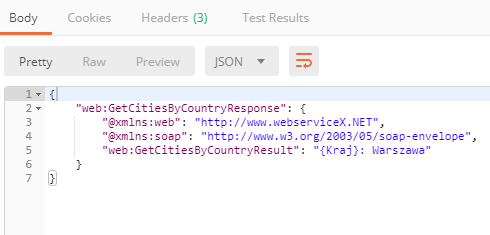 Body Cookies Headers (3) Test Results
Pretty Raw Preview JSON
1 {
2 "web:GetCitiesByCountryResponse": {
3 "@xmlns:web": "http://www.webserviceX.NET",
4 "@xmlns:soap": "http://www.w3.org/2003/05/soap-envelope",
5 "web:GetCitiesByCountryResult": "{Kraj}: Warszawa"
6 }
7 }